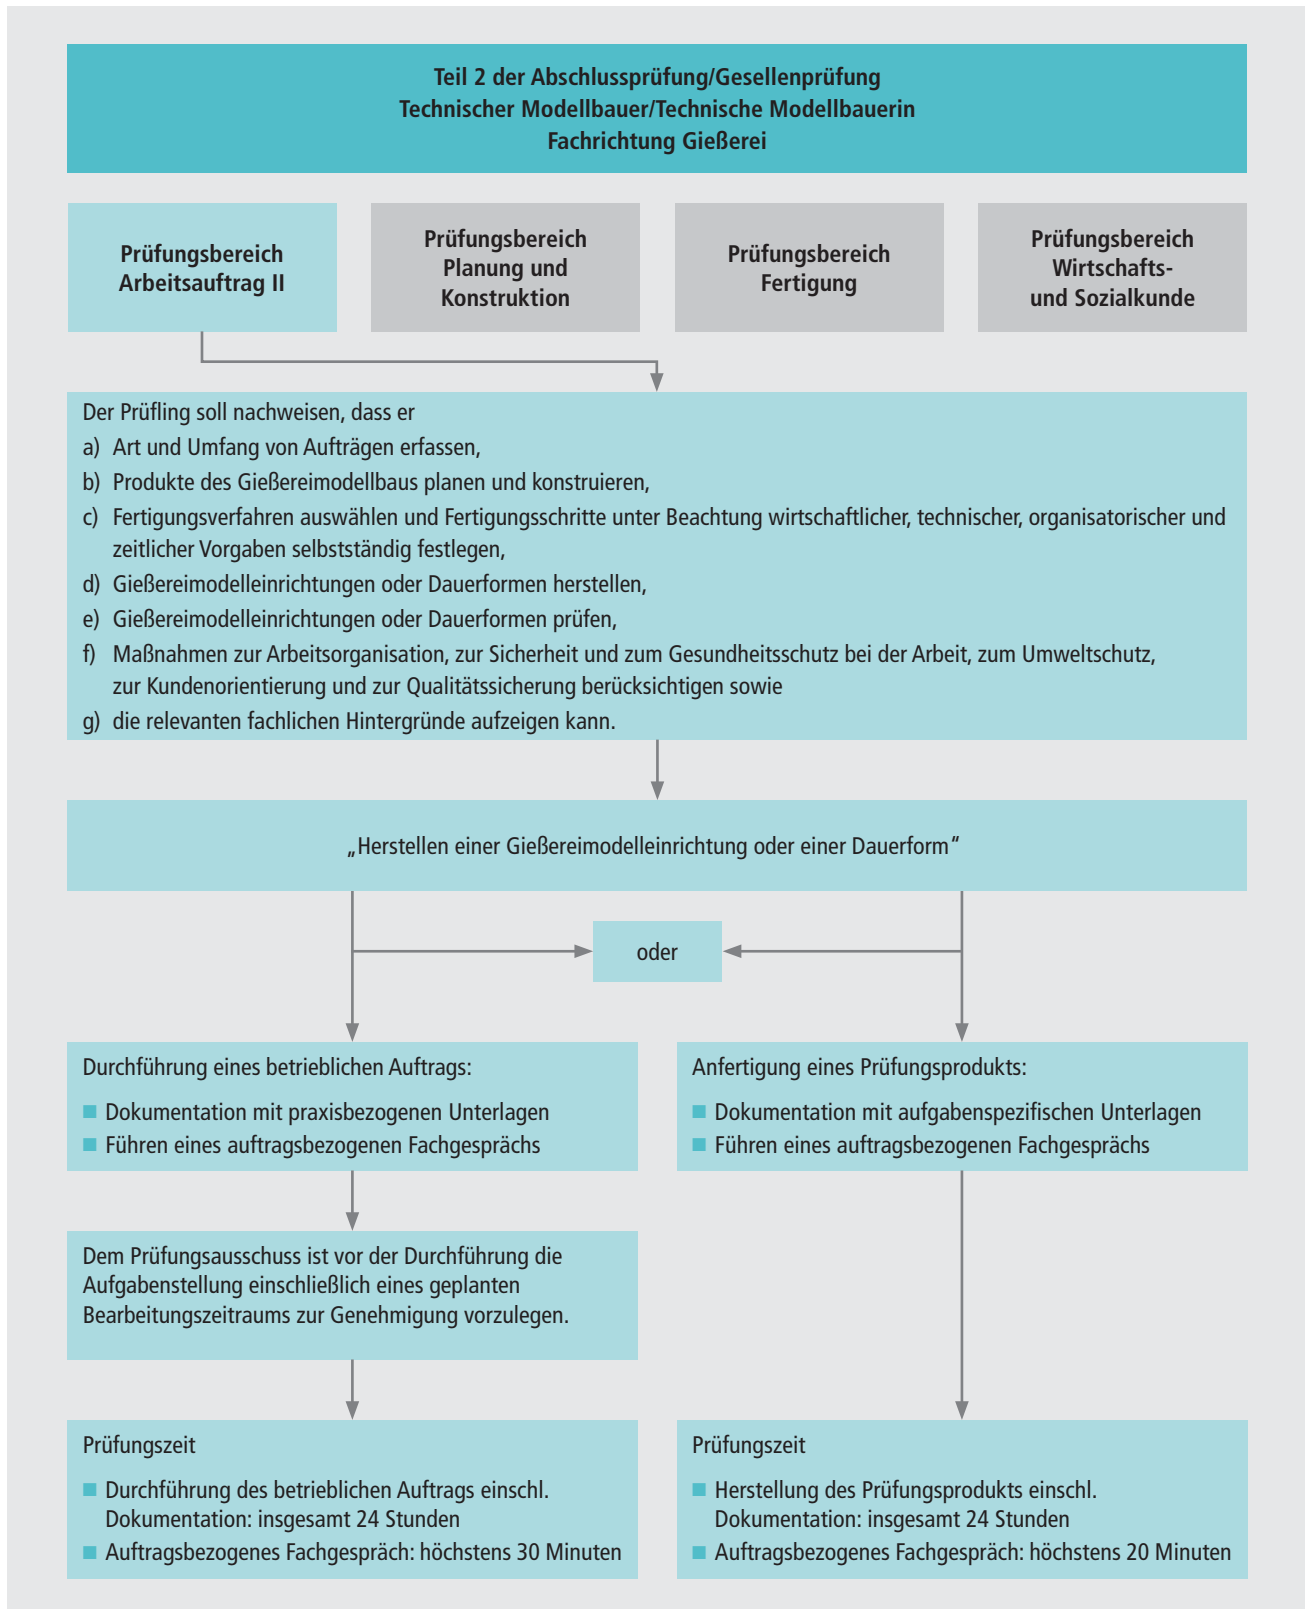 Teil 2 der Abschlussprüfung/Gesellenprüfung
Technischer Modellbauer/Technische Modellbauerin
Fachrichtung Gießerei
Prüfungsbereich
Arbeitsauftrag II
Prüfungsbereich
Planung und
Konstruktion
Prüfungsbereich
Fertigung
Prüfungsbereich
Wirtschafts-
und Sozialkunde
Der Prüfling soll nachweisen, dass er
a) Art und Umfang von Aufträgen erfassen,
b) Produkte des Gießereimodellbaus planen und konstruieren,
c) Fertigungsverfahren auswählen und Fertigungsschritte unter Beachtung wirtschaftlicher, technischer, organisatorischer und
zeitlicher Vorgaben selbstständig festlegen,
d) Gießereimodelleinrichtungen oder Dauerformen herstellen,
e) Gießereimodelleinrichtungen oder Dauerformen prüfen,
f) Maßnahmen zur Arbeitsorganisation, zur Sicherheit und zum Gesundheitsschutz bei der Arbeit, zum Umweltschutz,
zur Kundenorientierung und zur Qualitätssicherung berücksichtigen sowie
g) die relevanten fachlichen Hintergründe aufzeigen kann.
„Herstellen einer Gießereimodelleinrichtung oder einer Dauerform“
oder
Durchführung eines betrieblichen Auftrags:
■ Dokumentation mit praxisbezogenen Unterlagen
■ Führen eines auftragsbezogenen Fachgesprächs
Anfertigung eines Prüfungsprodukts:
■ Dokumentation mit aufgabenspezifischen Unterlagen
■ Führen eines auftragsbezogenen Fachgesprächs
Dem Prüfungsausschuss ist vor der Durchführung die
Aufgabenstellung einschließlich eines geplanten
Bearbeitungszeitraums zur Genehmigung vorzulegen.
Prüfungszeit
■ Durchführung des betrieblichen Auftrags einschl.
Dokumentation: insgesamt 24 Stunden
■ Auftragsbezogenes Fachgespräch: höchstens 30 Minuten
Prüfungszeit
■ Herstellung des Prüfungsprodukts einschl.
Dokumentation: insgesamt 24 Stunden
■ Auftragsbezogenes Fachgespräch: höchstens 20 Minuten